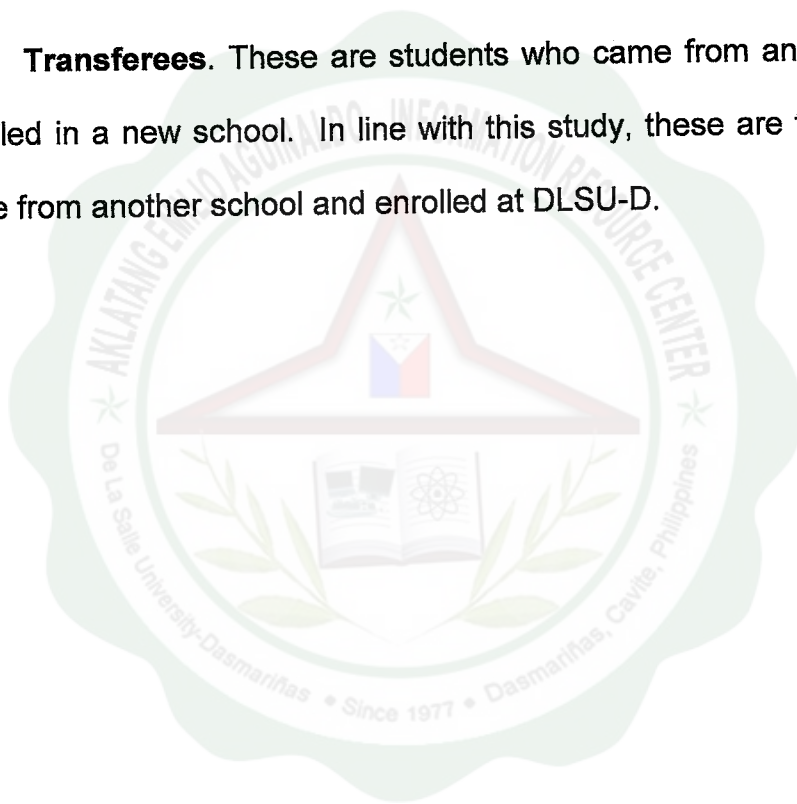 Transferees. These are students who came from an
led in a new school. In line with this study, these are
e from another school and enrolled at DLSU-D.
AKLATANG EMILIO AGUINALDO - INFORMATION RESOURCE CENTER
De La Salle University-Dasmariñas • Since 1977 • Dasmariñas, Cavite, Philippines